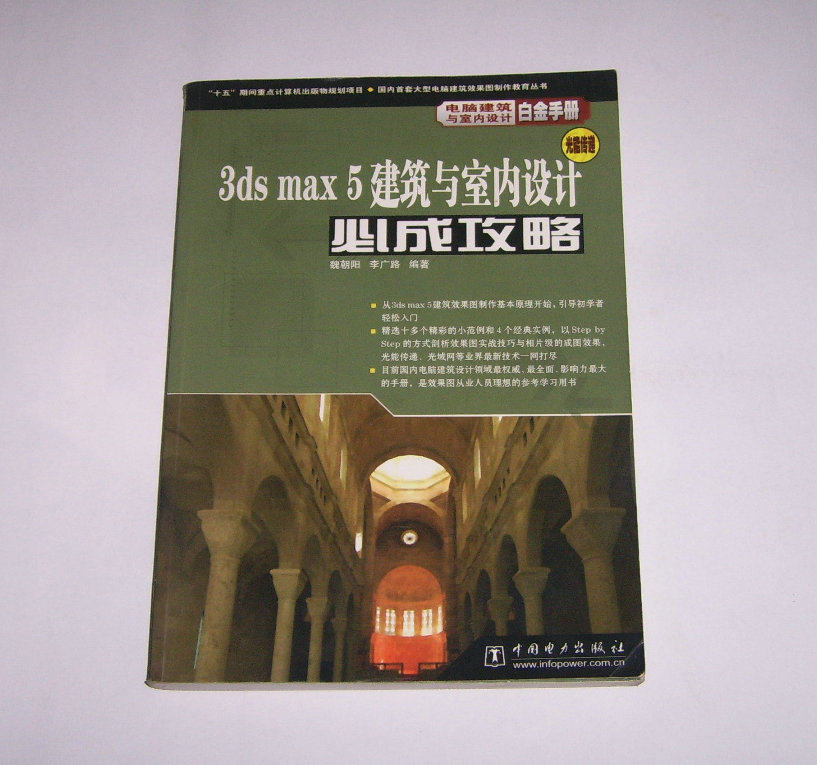 “十五”期间重点计算机出版物规划项目 ◆ 国内首套大型电脑建筑效果图制作教育丛书
电脑建筑
与室内设计
白金手册
光能传递
3ds max 5 建筑与室内设计
必成攻略
魏朝阳 李广路 编著
从3ds max 5建筑效果图制作基本原理开始，引导初学者
轻松入门
精选十多个精彩的小范例和4个经典实例，以Step by
Step的方式剖析效果图实战技巧与相片级的成图效果，
光能传递、光域网等业界最新技术一网打尽
目前国内电脑建筑设计领域最权威、最全面、影响力最大
的手册，是效果图从业人员理想的参考学习用书
中国电力出版社
www.infopower.com.cn